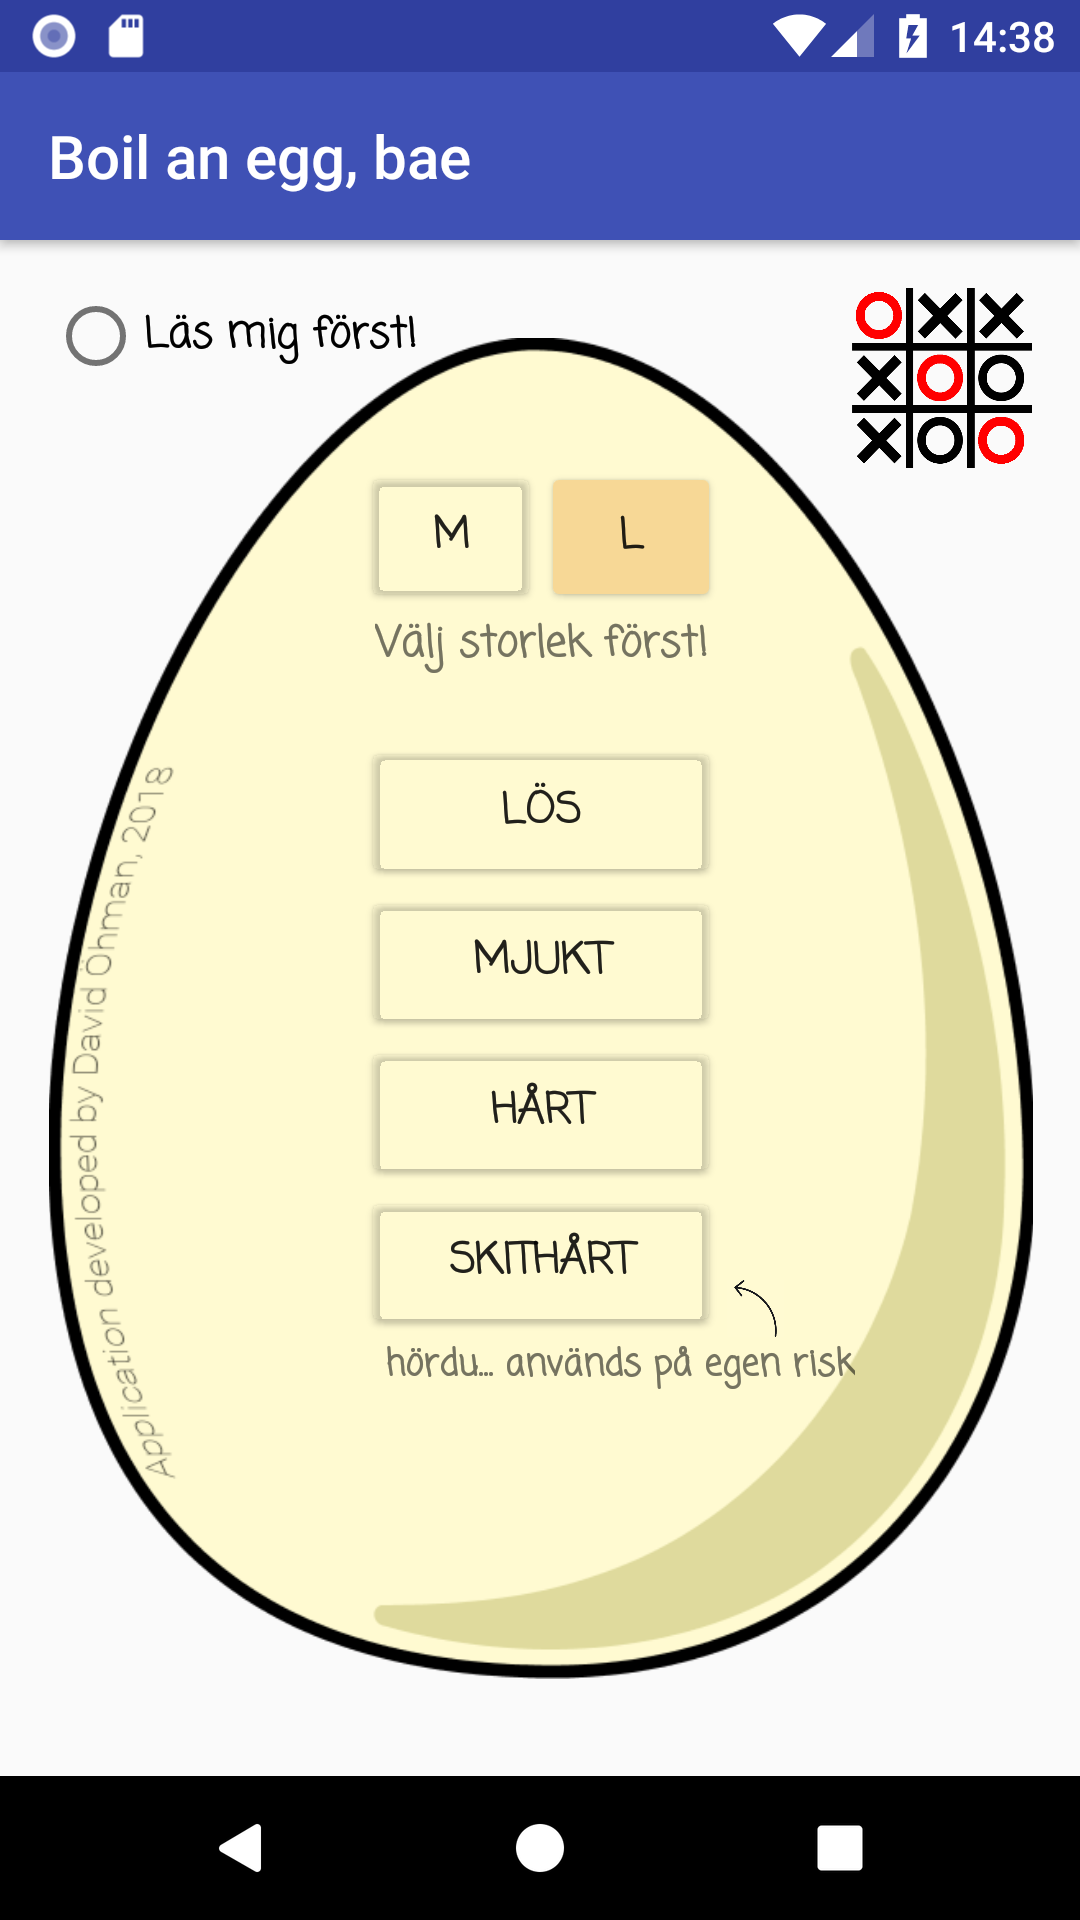 14:38
Boil an egg, bae
Läs mig först!
M L
Välj storlek först!
LÖS
MJUKT
HÅRT
SKITHÅRT
hördu... används på egen risk
Application developed by David Öhman, 2018